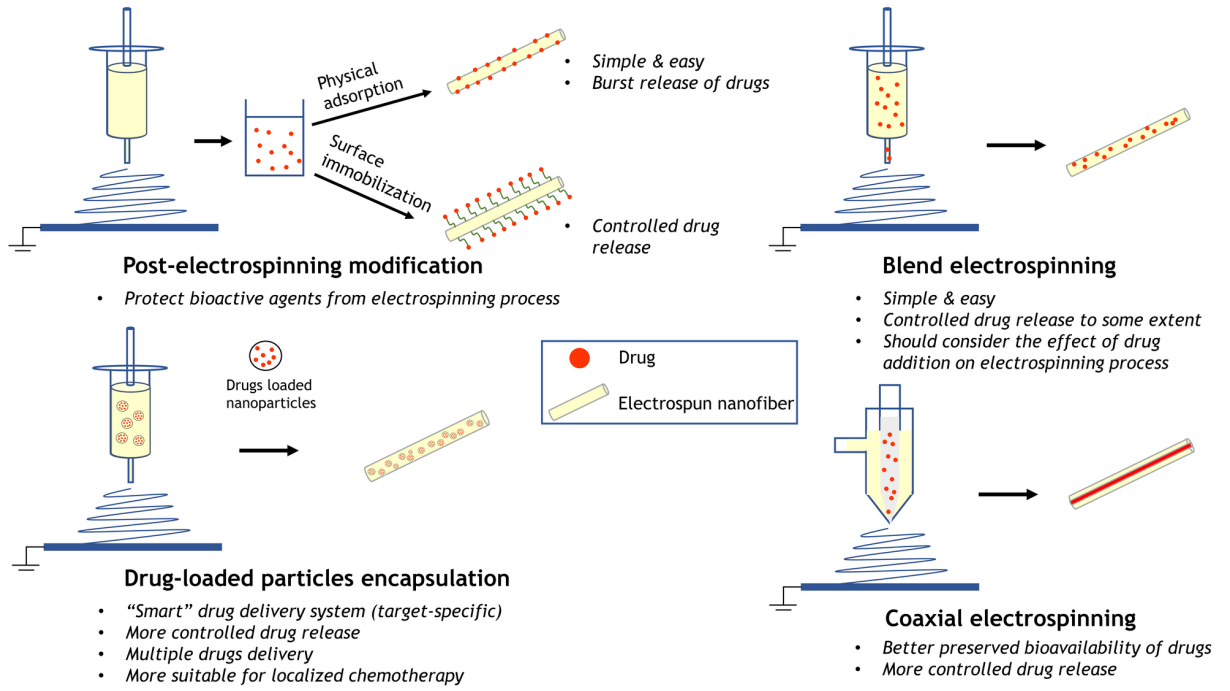 Physical
adsorption
• Simple & easy
• Burst release of drugs
Surface
immobilization
• Controlled drug
release
Post-electrospinning modification
• Protect bioactive agents from electrospinning process
Blend electrospinning
• Simple & easy
• Controlled drug release to some extent
• Should consider the effect of drug
addition on electrospinning process
Drugs loaded
nanoparticles
Drug
Electrospun nanofiber
Drug-loaded particles encapsulation
• “Smart” drug delivery system (target-specific)
• More controlled drug release
• Multiple drugs delivery
• More suitable for localized chemotherapy
Coaxial electrospinning
• Better preserved bioavailability of drugs
• More controlled drug release